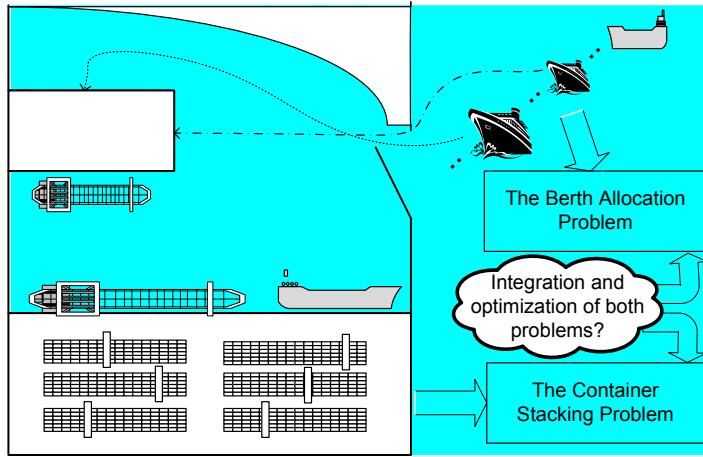 The Berth Allocation
Problem
Integration and
optimization of both
problems?
The Container
Stacking Problem